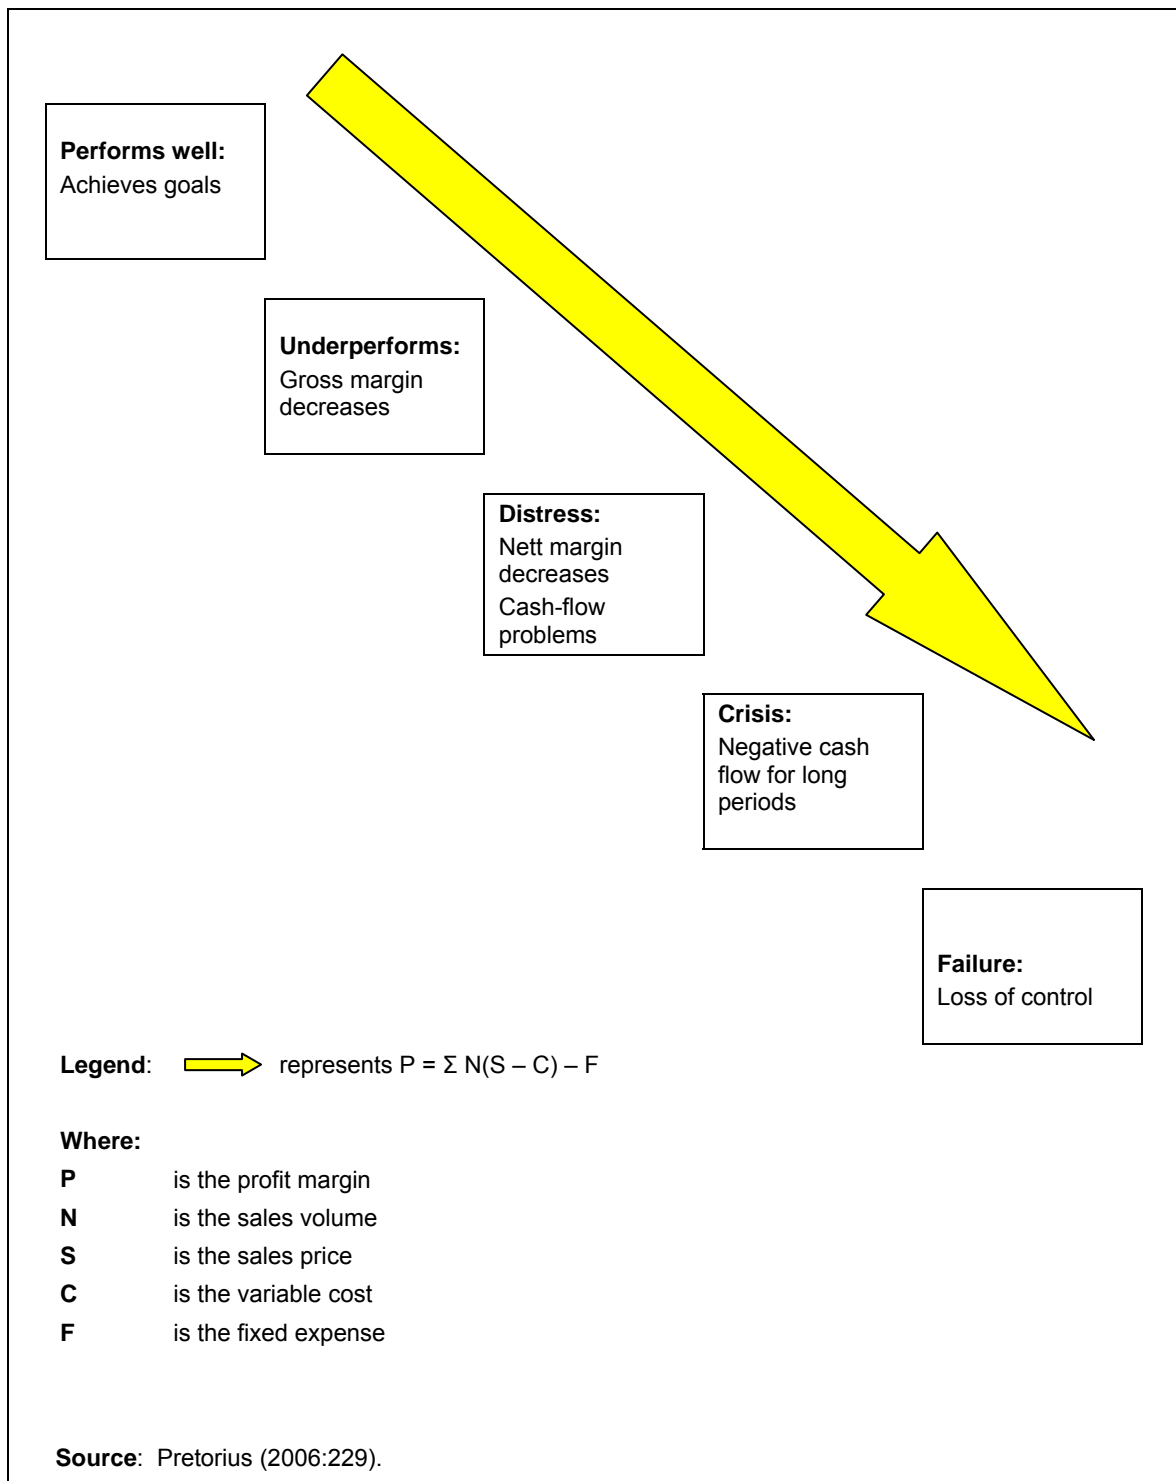 Performs well:
Achieves goals
Underperforms:
Gross margin
decreases
Distress:
Nett margin
decreases
Cash-flow
problems
Crisis:
Negative cash
flow for long
periods
Failure:
Loss of control
Legend: represents P = Σ N(S – C) – F
Where:
P is the profit margin
N is the sales volume
S is the sales price
C is the variable cost
F is the fixed expense
Source: Pretorius (2006:229).